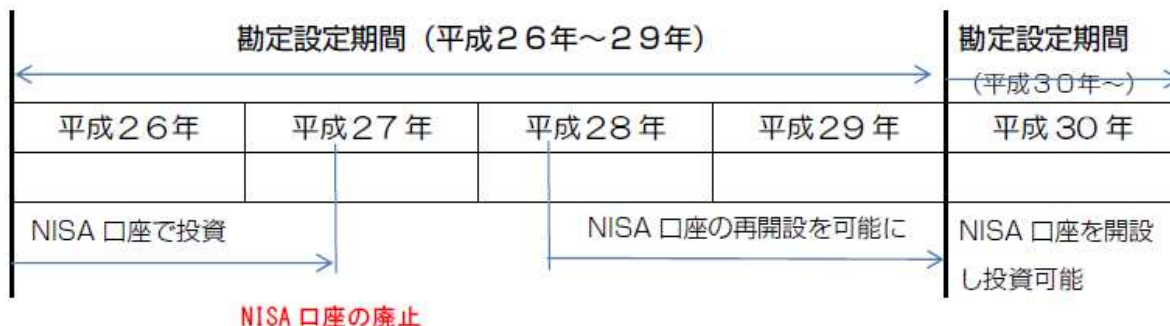 勘定設定期間（平成２６年～２９年）
勘定設定期間
（平成３０年～）
平成２６年
平成２７年
平成２８年
平成２９年
平成 30 年
NISA 口座で投資
NISA 口座の再開設を可能に
NISA 口座を開設
し投資可能
NISA 口座の廃止